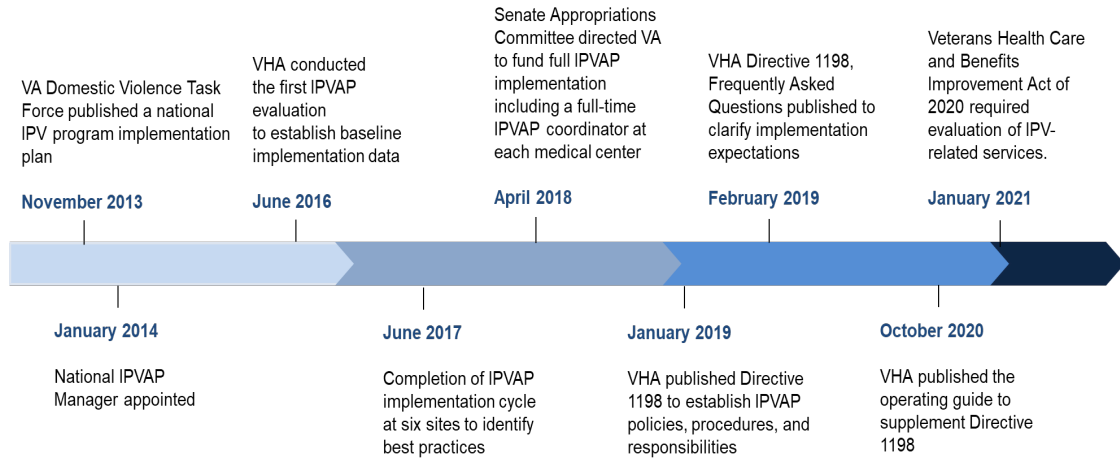 VA Domestic Violence Task
Force published a national
IPV program implementation
plan
November 2013
VHA conducted
the first IPVAP
evaluation
to establish baseline
implementation data
June 2016
Senate Appropriations
Committee directed VA
to fund full IPVAP
implementation
including a full-time
IPVAP coordinator at
each medical center
April 2018
VHA Directive 1198,
Frequently Asked
Questions published to
clarify implementation
expectations
February 2019
Veterans Health Care
and Benefits
Improvement Act of
2020 required
evaluation of IPV-
related services.
January 2021
January 2014
National IPVAP
Manager appointed
June 2017
Completion of IPVAP
implementation cycle
at six sites to identify
best practices
January 2019
VHA published Directive
1198 to establish IPVAP
policies, procedures, and
responsibilities
October 2020
VHA published the
operating guide to
supplement Directive
1198